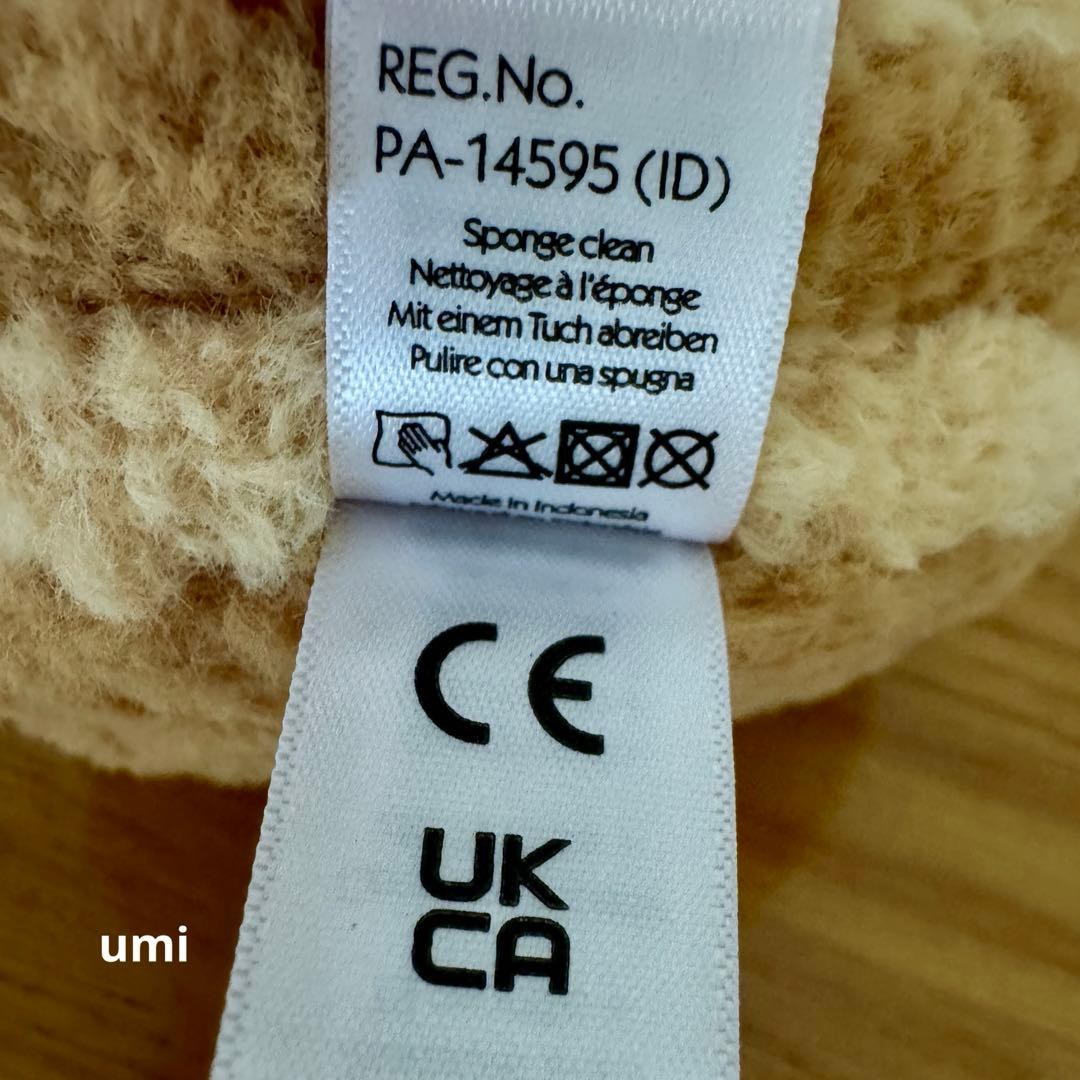 REG.No.
PA-14595 (ID)
Sponge clean
Nettoyage à l'éponge
Mit einem Tuch abreiben
Pulire con una spugna
Made in Indonesia
CE
UK
CA
umi